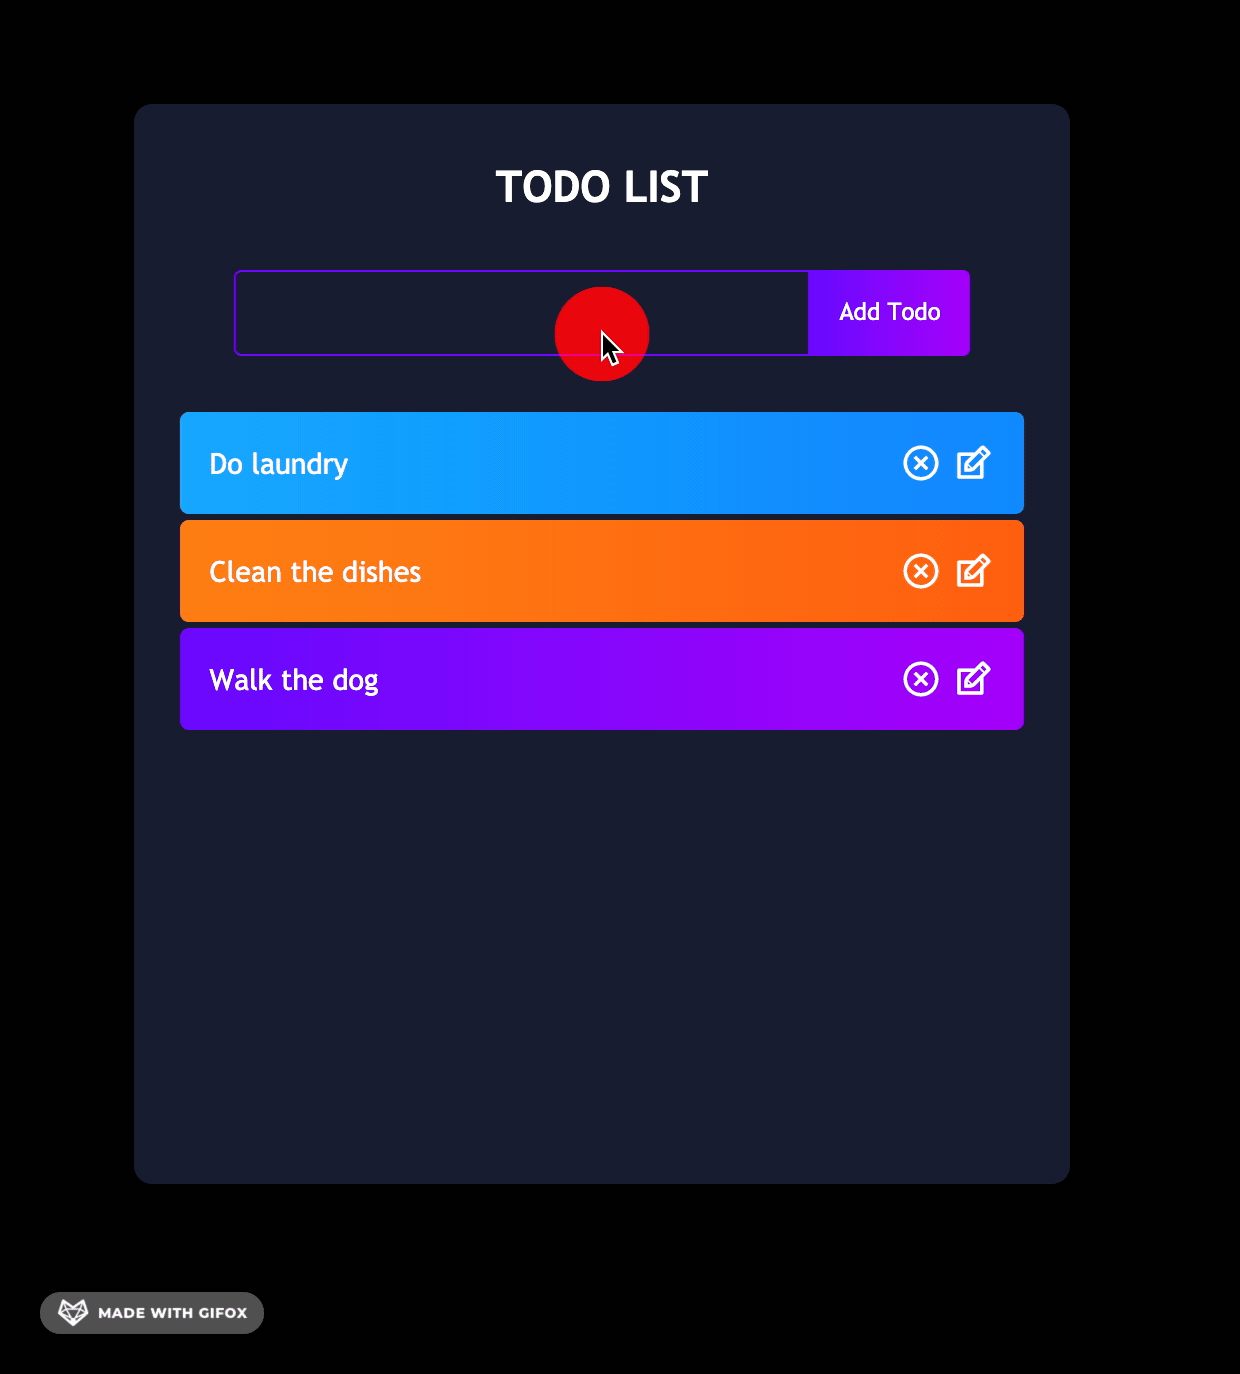 TODO LIST
Add Todo
Do laundry
Clean the dishes
Walk the dog
MADE WITH GIFOX